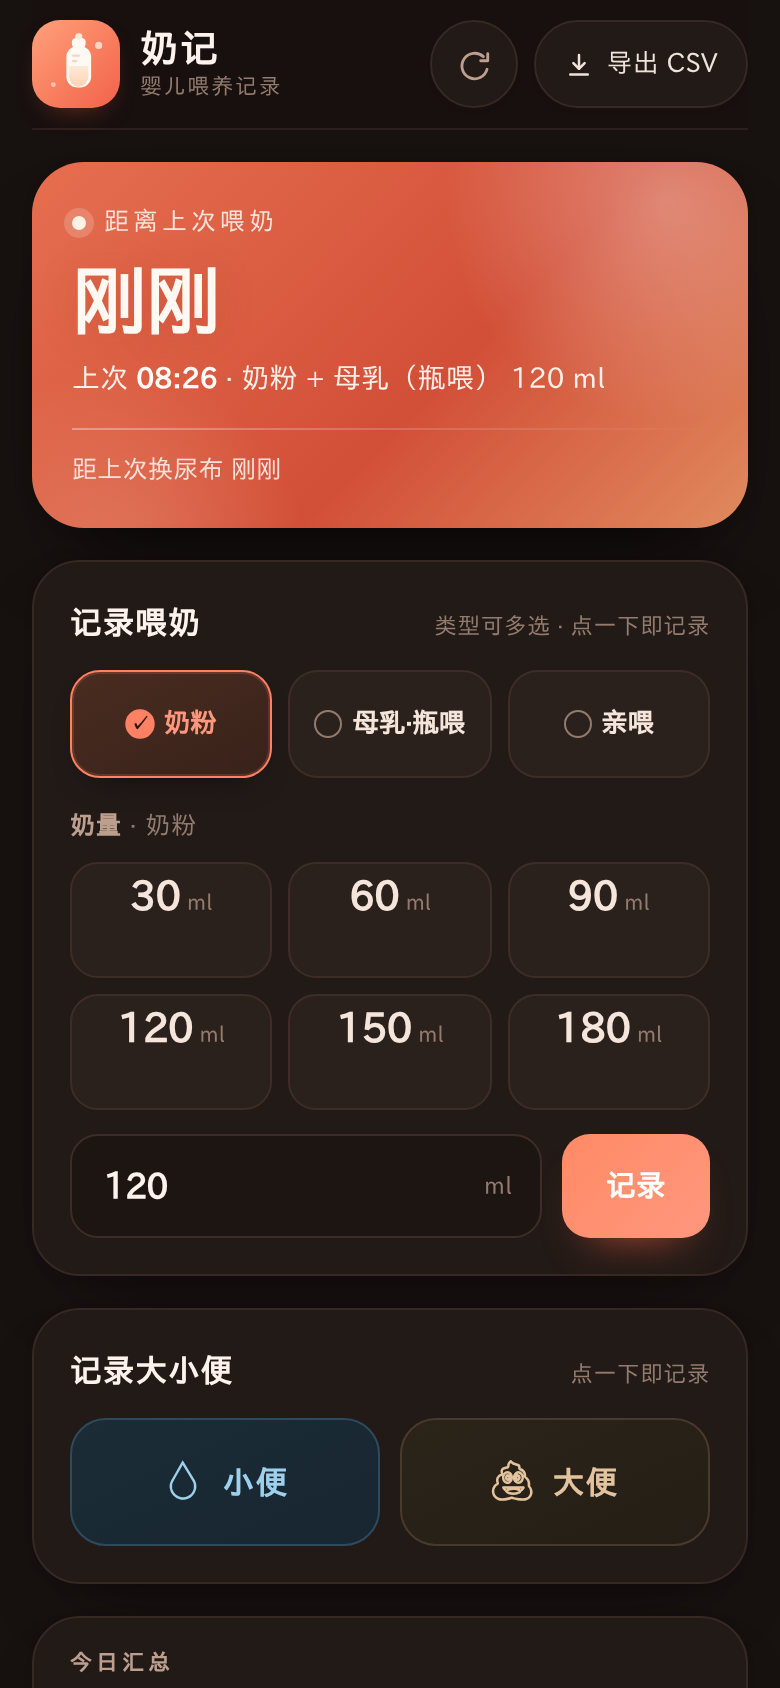 奶记
婴儿喂养记录
导出 CSV
距离上次喂奶
刚刚
上次 08:26 · 奶粉 + 母乳（瓶喂） 120 ml
距上次换尿布 刚刚
记录喂奶
类型可多选 · 点一下即记录
奶粉
母乳·瓶喂
亲喂
奶量 · 奶粉
30 ml
60 ml
90 ml
120 ml
150 ml
180 ml
120 ml
记录
记录大小便
点一下即记录
小便
大便
今日汇总